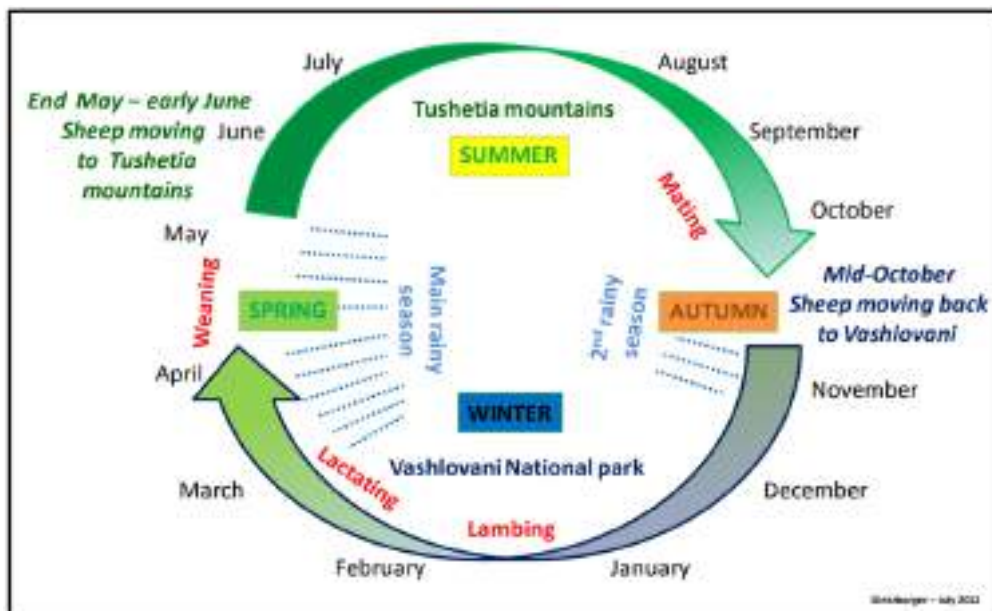 July
August
End May – early June
Sheep moving
to Tushetia
mountains
June
Tushetia mountains
SUMMER
September
Mating
October
May
Weaning
SPRING
Main rainy
season
2nd rainy
season
AUTUMN
Mid-October
Sheep moving back
to Vashlovani
April
November
WINTER
Lactating
Vashlovani National park
March
December
Lambing
February
January
– July 2012